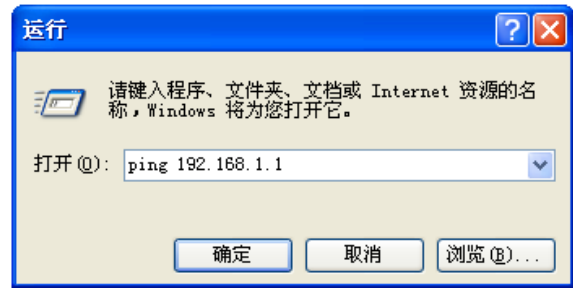 运行
请键入程序、文件夹、文档或 Internet 资源的名
称，Windows 将为您打开它。
打开(O): ping 192.168.1.1
确定 取消 浏览(B)...